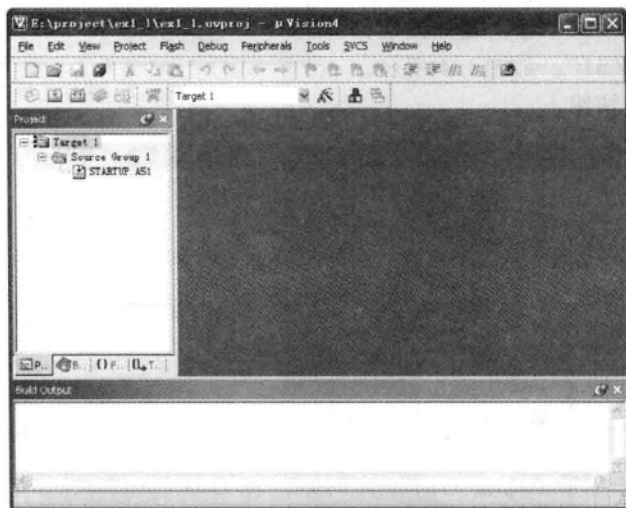 E:\project\ex1_1\ex1_1.uvproj - µVision4
File Edit View Project Flash Debug Peripherals Tools SVCS Window Help
Target 1
Project
Target 1
Source Group 1
STARTUP.A51
P.. B.. {} F.. T..
Build Output